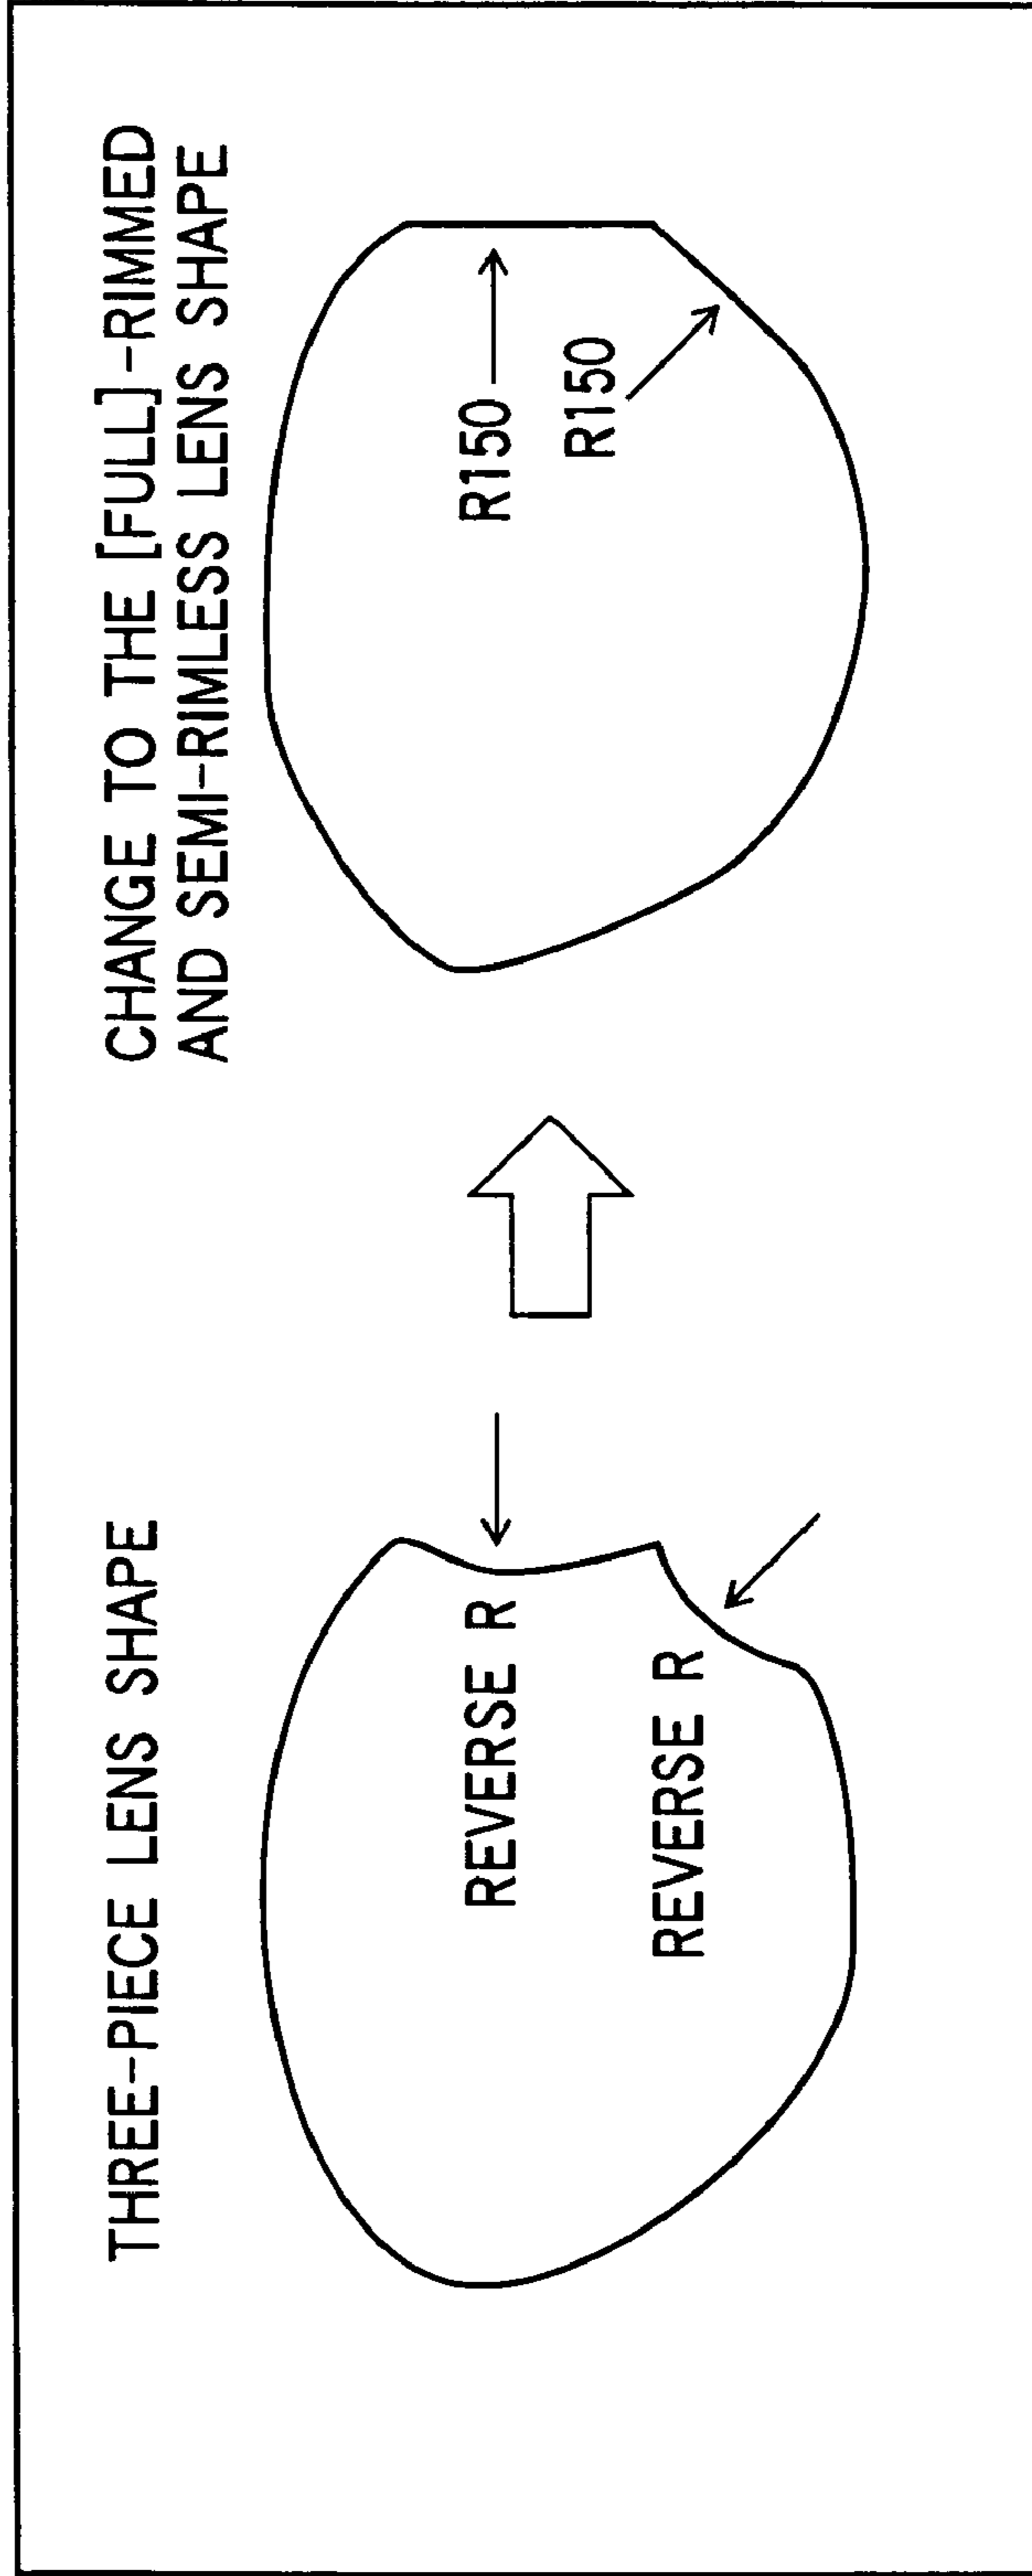 THREE-PIECE LENS SHAPE
REVERSE R
REVERSE R
CHANGE TO THE [FULL]-RIMMED
AND SEMI-RIMLESS LENS SHAPE
R150
R150